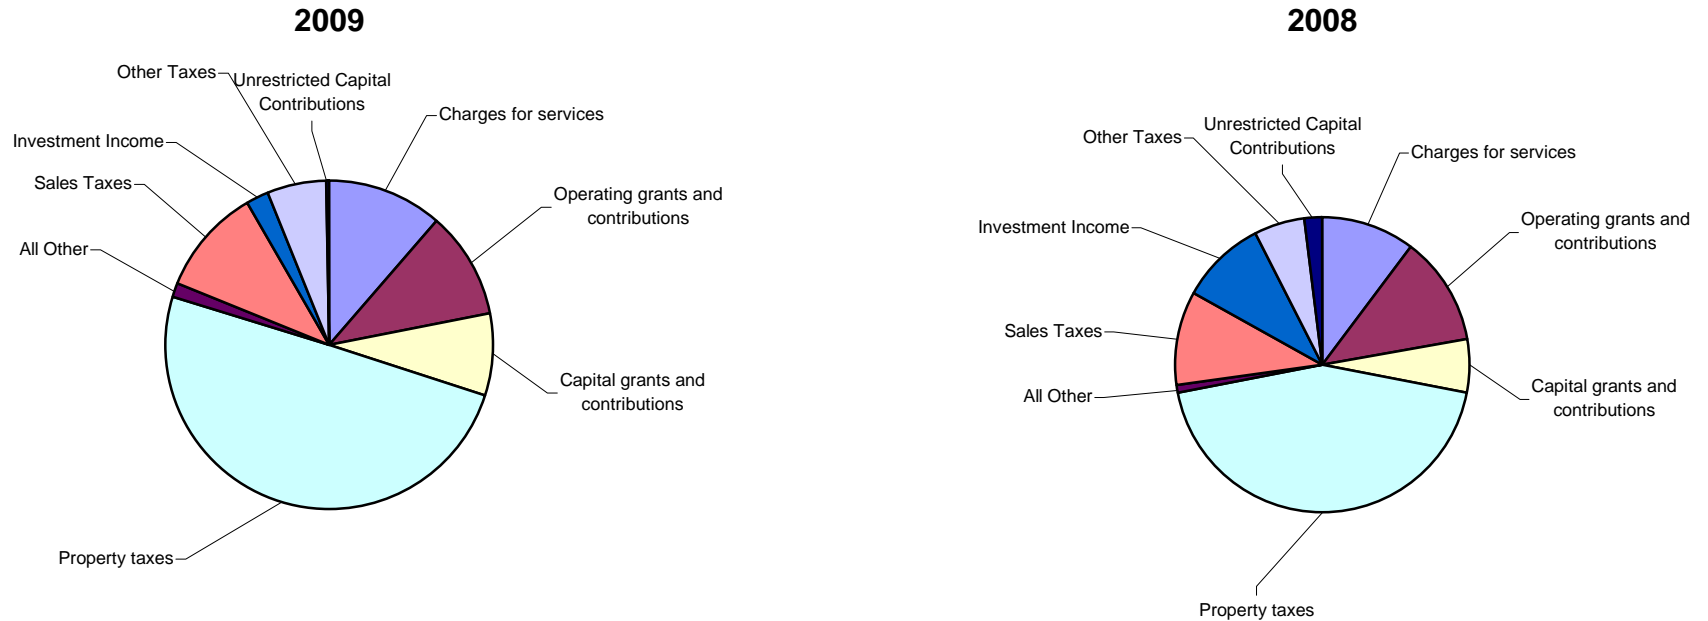 2009
Other Taxes
Unrestricted Capital
Contributions
Charges for services
Investment Income
Sales Taxes
Operating grants and
contributions
All Other
Capital grants and
contributions
Property taxes
2008
Unrestricted Capital
Contributions
Other Taxes
Charges for services
Investment Income
Operating grants and
contributions
Sales Taxes
All Other
Capital grants and
contributions
Property taxes